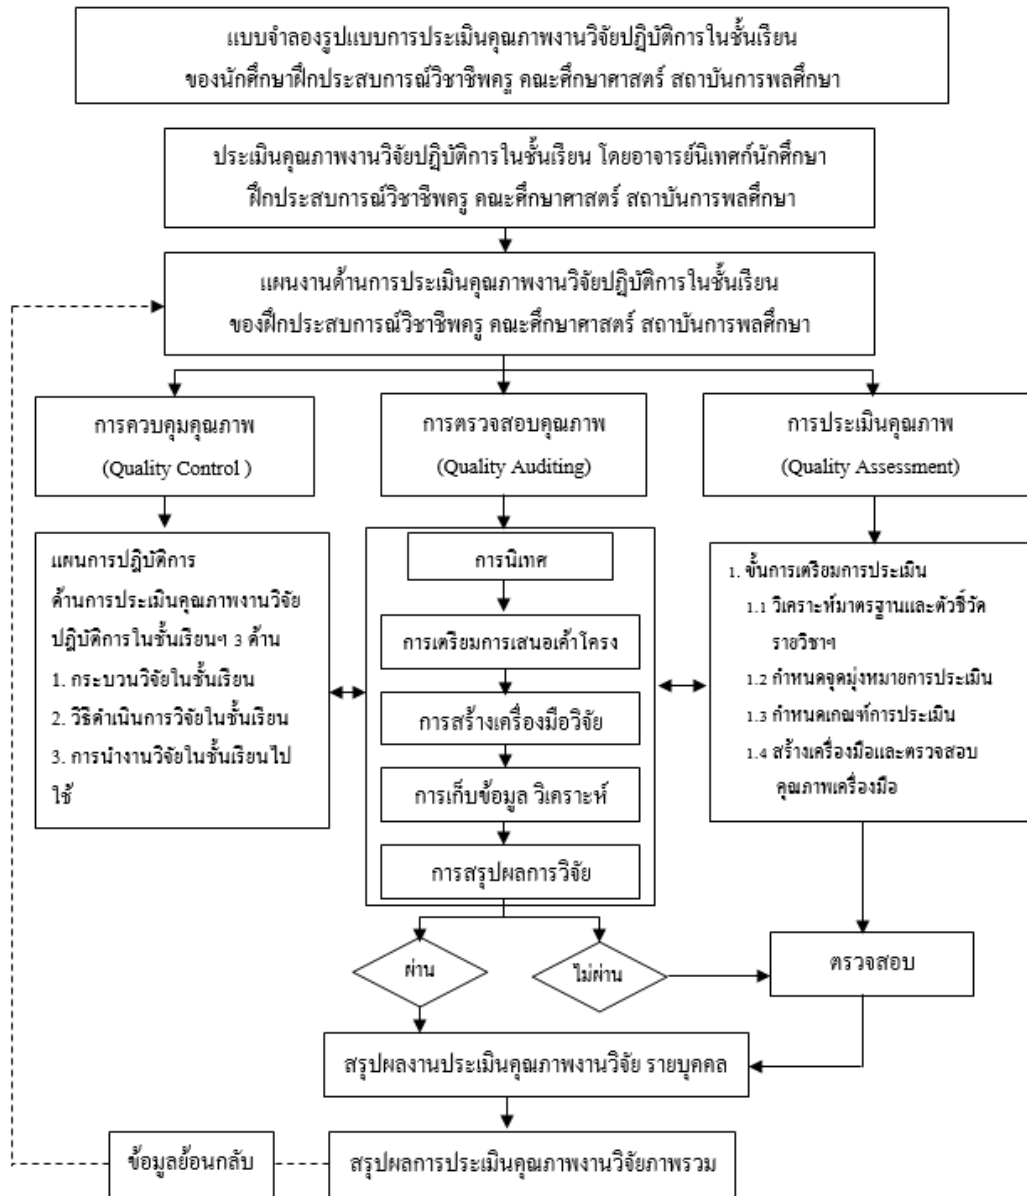 แบบจำลองรูปแบบการประเมินคุณภาพงานวิจัยปฏิบัติการในชั้นเรียน
ของนักศึกษาฝึกประสบการณ์วิชาชีพครู คณะศึกษาศาสตร์ สถาบันการพลศึกษา
ประเมินคุณภาพงานวิจัยปฏิบัติการในชั้นเรียน โดยอาจารย์นิเทศก์นักศึกษา
ฝึกประสบการณ์วิชาชีพครู คณะศึกษาศาสตร์ สถาบันการพลศึกษา
แผนงานด้านการประเมินคุณภาพงานวิจัยปฏิบัติการในชั้นเรียน
ของฝึกประสบการณ์วิชาชีพครู คณะศึกษาศาสตร์ สถาบันการพลศึกษา
การควบคุมคุณภาพ
(Quality Control )
การตรวจสอบคุณภาพ
(Quality Auditing)
การประเมินคุณภาพ
(Quality Assessment)
แผนการปฏิบัติการ
ด้านการประเมินคุณภาพงานวิจัย
ปฏิบัติการในชั้นเรียนฯ 3 ด้าน
1. กระบวนวิจัยในชั้นเรียน
2. วิธีดำเนินการวิจัยในชั้นเรียน
3. การนำงานวิจัยในชั้นเรียนไป
ใช้
การนิเทศ
การเตรียมการเสนอเค้าโครง
การสร้างเครื่องมือวิจัย
การเก็บข้อมูล วิเคราะห์
การสรุปผลการวิจัย
1. ขั้นการเตรียมการประเมิน
1.1 วิเคราะห์มาตรฐานและตัวชี้วัด
รายวิชาฯ
1.2 กำหนดจุดมุ่งหมายการประเมิน
1.3 กำหนดเกณฑ์การประเมิน
1.4 สร้างเครื่องมือและตรวจสอบ
คุณภาพเครื่องมือ
ผ่าน
ไม่ผ่าน
ตรวจสอบ
สรุปผลงานประเมินคุณภาพงานวิจัย รายบุคคล
ข้อมูลย้อนกลับ
สรุปผลการประเมินคุณภาพงานวิจัยภาพรวม